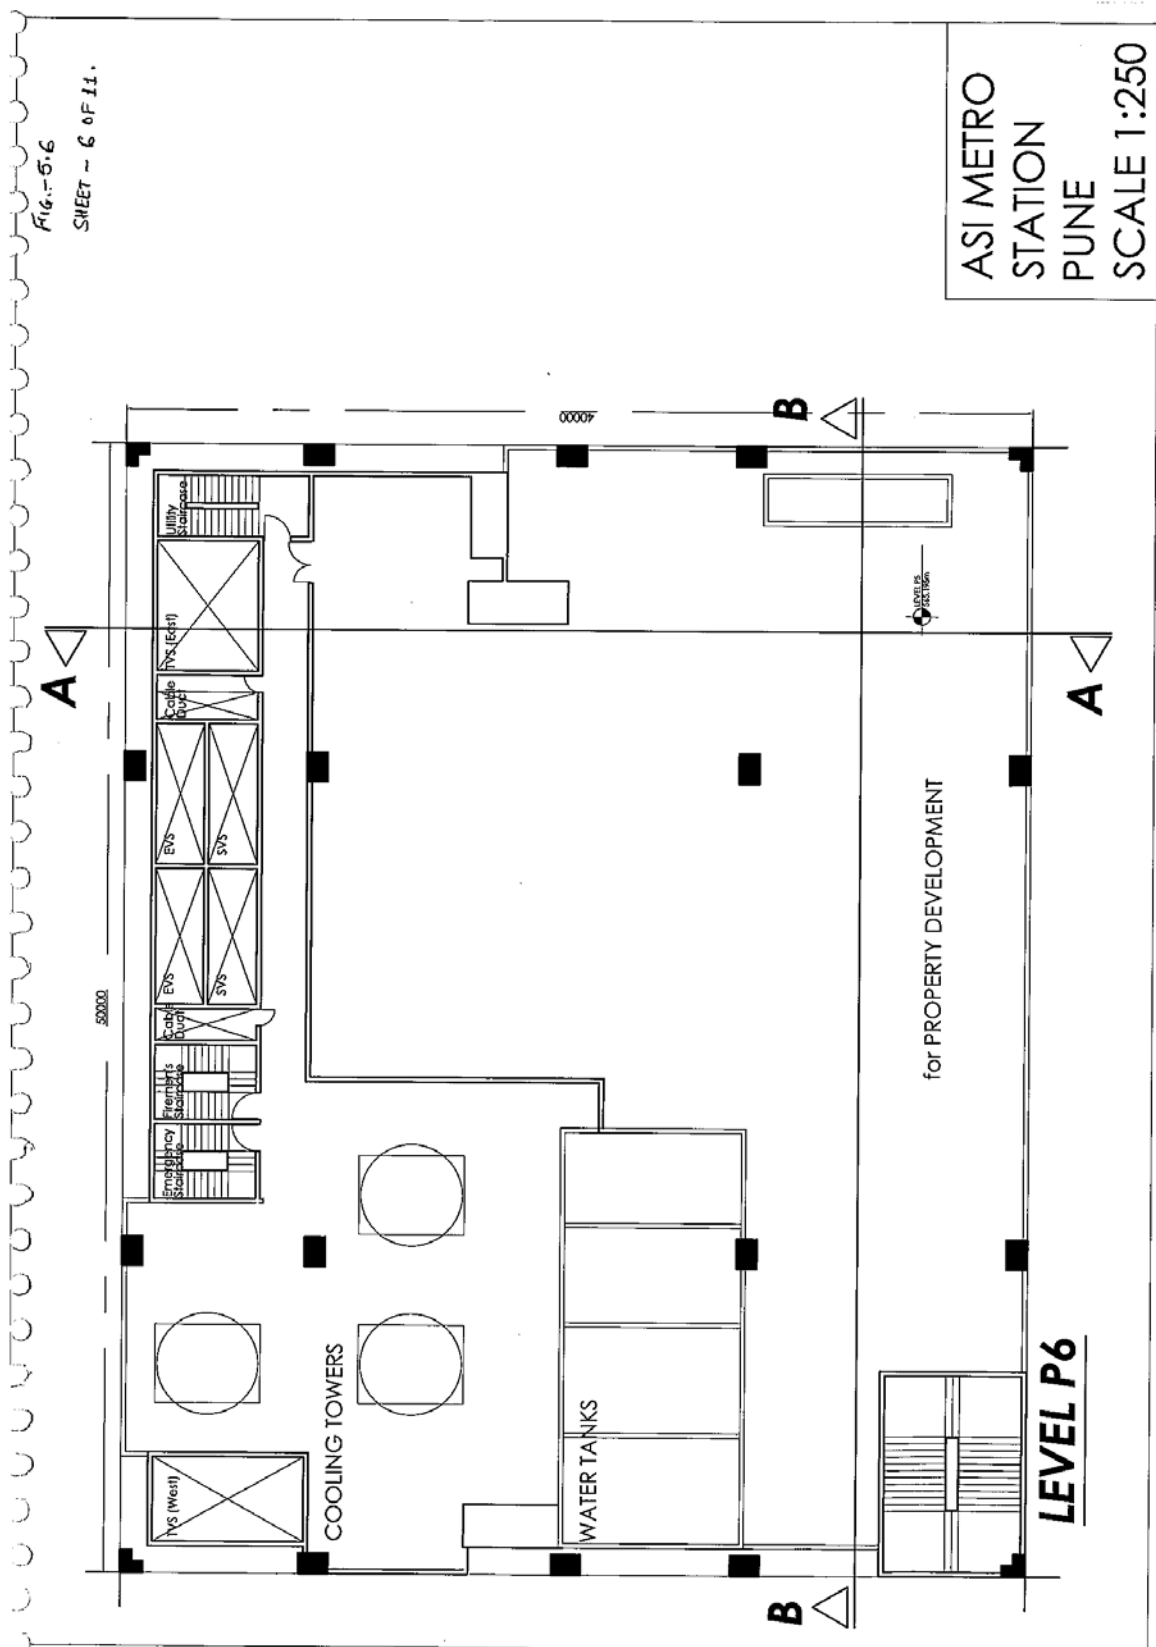 FIG.-5.6
SHEET - 6 OF 11.
A
50000
Emergency
Staircase
Firemen's
Staircase
Cable
Duct
EVS
EVS
SVS
SVS
Cable
Duct
TVS (East)
Utility
Staircase
TVS (West)
COOLING TOWERS
40000
WATER TANKS
B
B
LEVEL P5
for PROPERTY DEVELOPMENT
A
LEVEL P6
ASI METRO
STATION
PUNE
SCALE 1:250